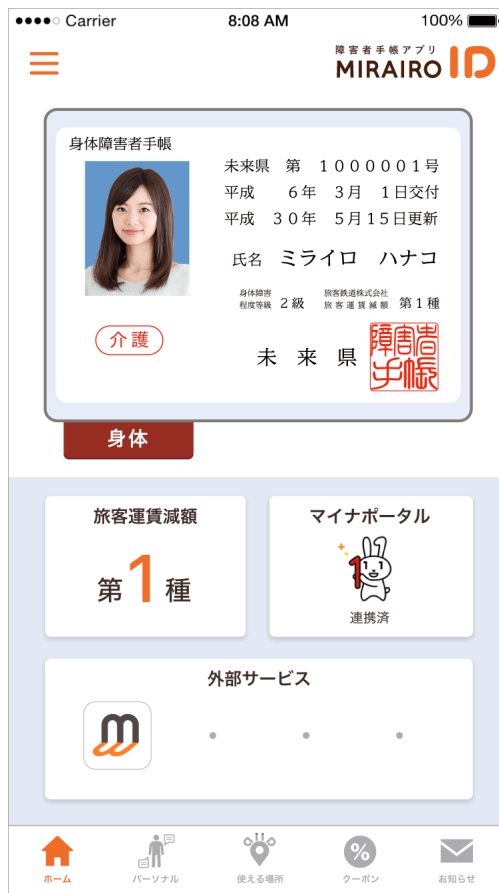 ●●●●○ Carrier 8:08 AM 100%
障害者手帳アプリ
MIRAIRO ID
身体障害者手帳
未来県 第 1000001号
平成 6年 3月 1日交付
平成 30年 5月15日更新
氏名 ミライロ ハナコ
身体障害程度等級 2級 旅客鉄道株式会社旅客運賃減額 第1種
介護
未来県
障害者手帳
身体
旅客運賃減額
第1種
マイナポータル
1
連携済
外部サービス
m
ホーム パーソナル 使える場所 % クーポン お知らせ